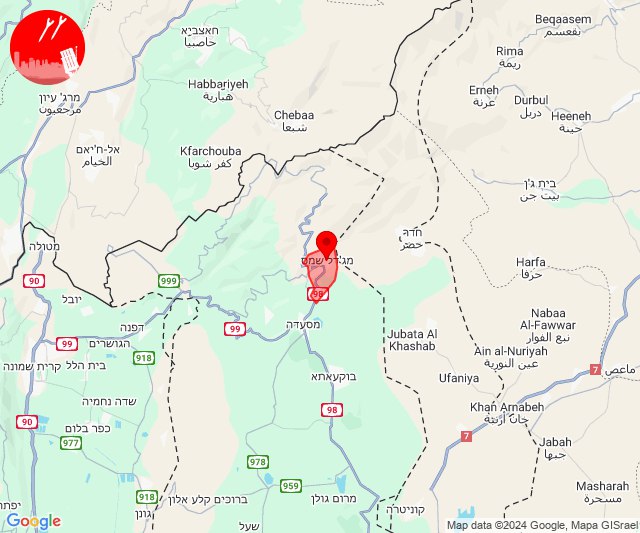 Beqaasem
بقعسم
חאצביא
حاصبيا
Rima
ريمة
Erneh
عرنة
Durbul
دربل
Heeneh
حينة
מרג' עיון
مرجعيون
Habbariyeh
هبارية
Chebaa
شبعا
אל-ח'יאם
الخيام
Kfarchouba
كفر شوبا
בית ג'ן
بيت جن
מטולה
חדר
حضر
מג'דל שמס
Harfa
حرفا
90
999
98
יובל
דפנה
הגושרים
99
99
מסעדה
Nabaa
Al-Fawwar
نبع الفوار
Jubata Al
Khashab
918
קרית שמונה
בית הלל
Ain al-Nuriyah
عين النورية
ماعص
7
בוקעאתא
Ufaniya
שדה נחמיה
98
Khan Arnabeh
خان أرنبة
90
כפר בלום
977
7
Jabah
جبها
978
959
918
ברוכים קלע אלון
מרום גולן
Masharah
مسحرة
יפתח
גונן
שעל
קוניטרה
Google
Map data ©2024 Google, Mapa GISrael